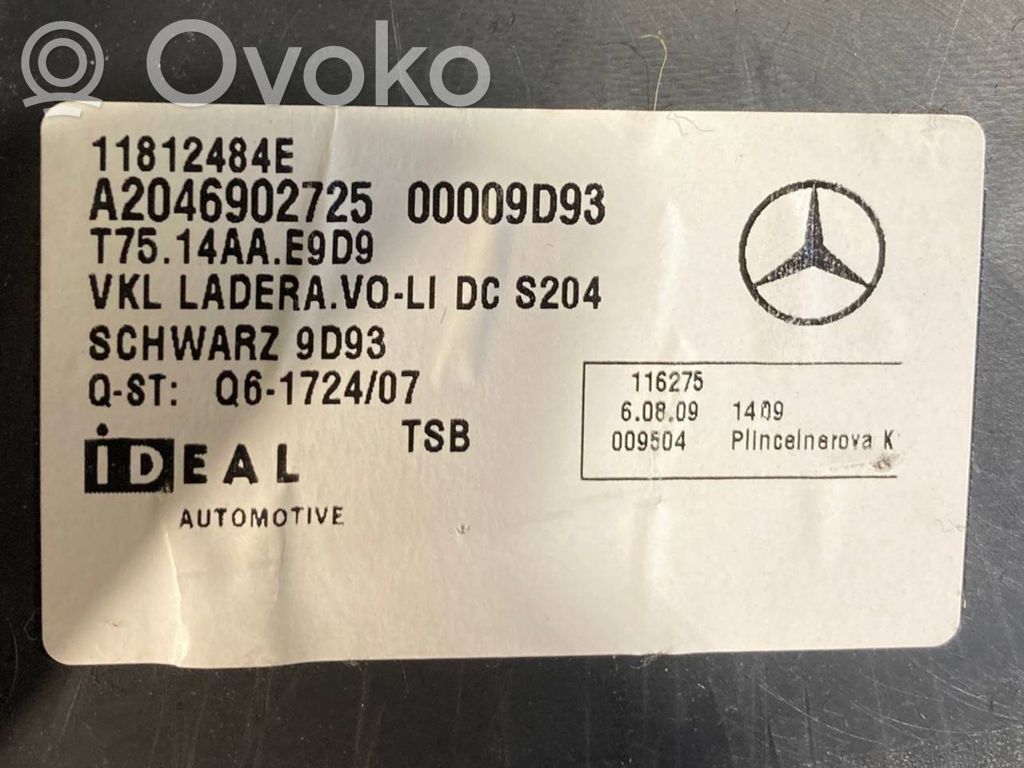 Ovoko
11812484E
A2046902725 00009D93
T75.14AA.E9D9
VKL LADERA.VO-LI DC S204
SCHWARZ 9D93
Q-ST: Q6-1724/07
TSB
iDEAL
AUTOMOTIVE
116275
6.08.09 1409
009504 Plincelnerova K